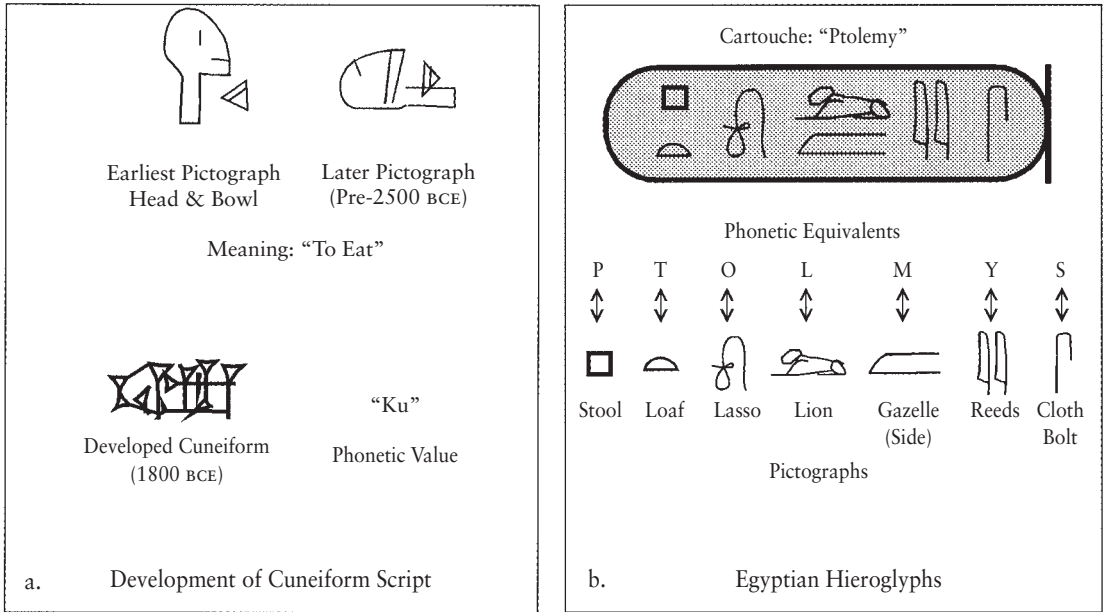 Earliest Pictograph
Head & Bowl
Later Pictograph
(Pre-2500 BCE)
Meaning: “To Eat”
Developed Cuneiform
(1800 BCE)
“Ku”
Phonetic Value
a. Development of Cuneiform Script
Cartouche: “Ptolemy”
Phonetic Equivalents
P T O L M Y S
Stool Loaf Lasso Lion Gazelle Reeds Cloth
(Side) Bolt
Pictographs
b. Egyptian Hieroglyphs